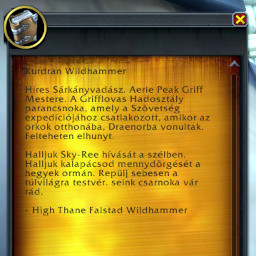 Kurdran Wildhammer
Híres Sárkányvadász. Aerie Peak Griff
Mestere. A Grifflovas Hadosztály
parancsnoka, amely a Szövetség
expedíciójához csatlakozott, amikor az
orkok otthonába, Draenorba vonultak.
Feltehetően elhunyt.
Halljuk Sky-Ree hívását a szélben.
Halljuk kalapácsod mennydörgését a
hegyek ormán. Repülj sebesen a
túlvilágra testvér. seink csarnoka vár
rád.
- High Thane Falstad Wildhammer